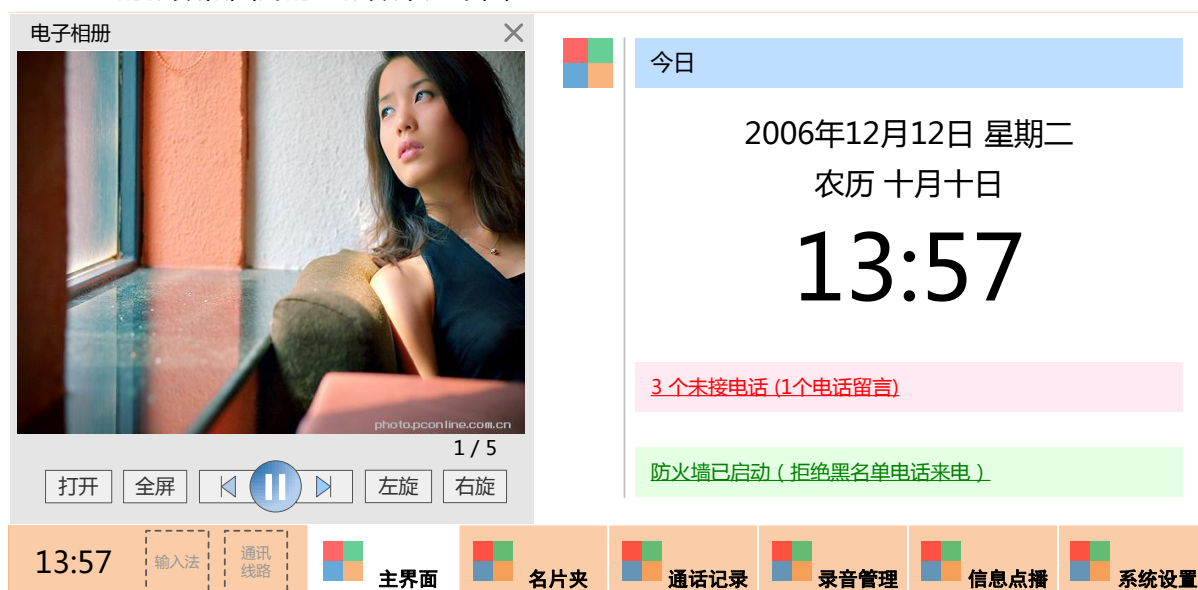 电子相册
photo.pconline.com.cn
1 / 5
打开 全屏 左旋 右旋
今日
2006年12月12日 星期二
农历 十月十日
13:57
3 个未接电话 (1个电话留言)
防火墙已启动 ( 拒绝黑名单电话来电 )
13:57
输入法
通讯
线路
主界面
名片夹
通话记录
录音管理
信息点播
系统设置